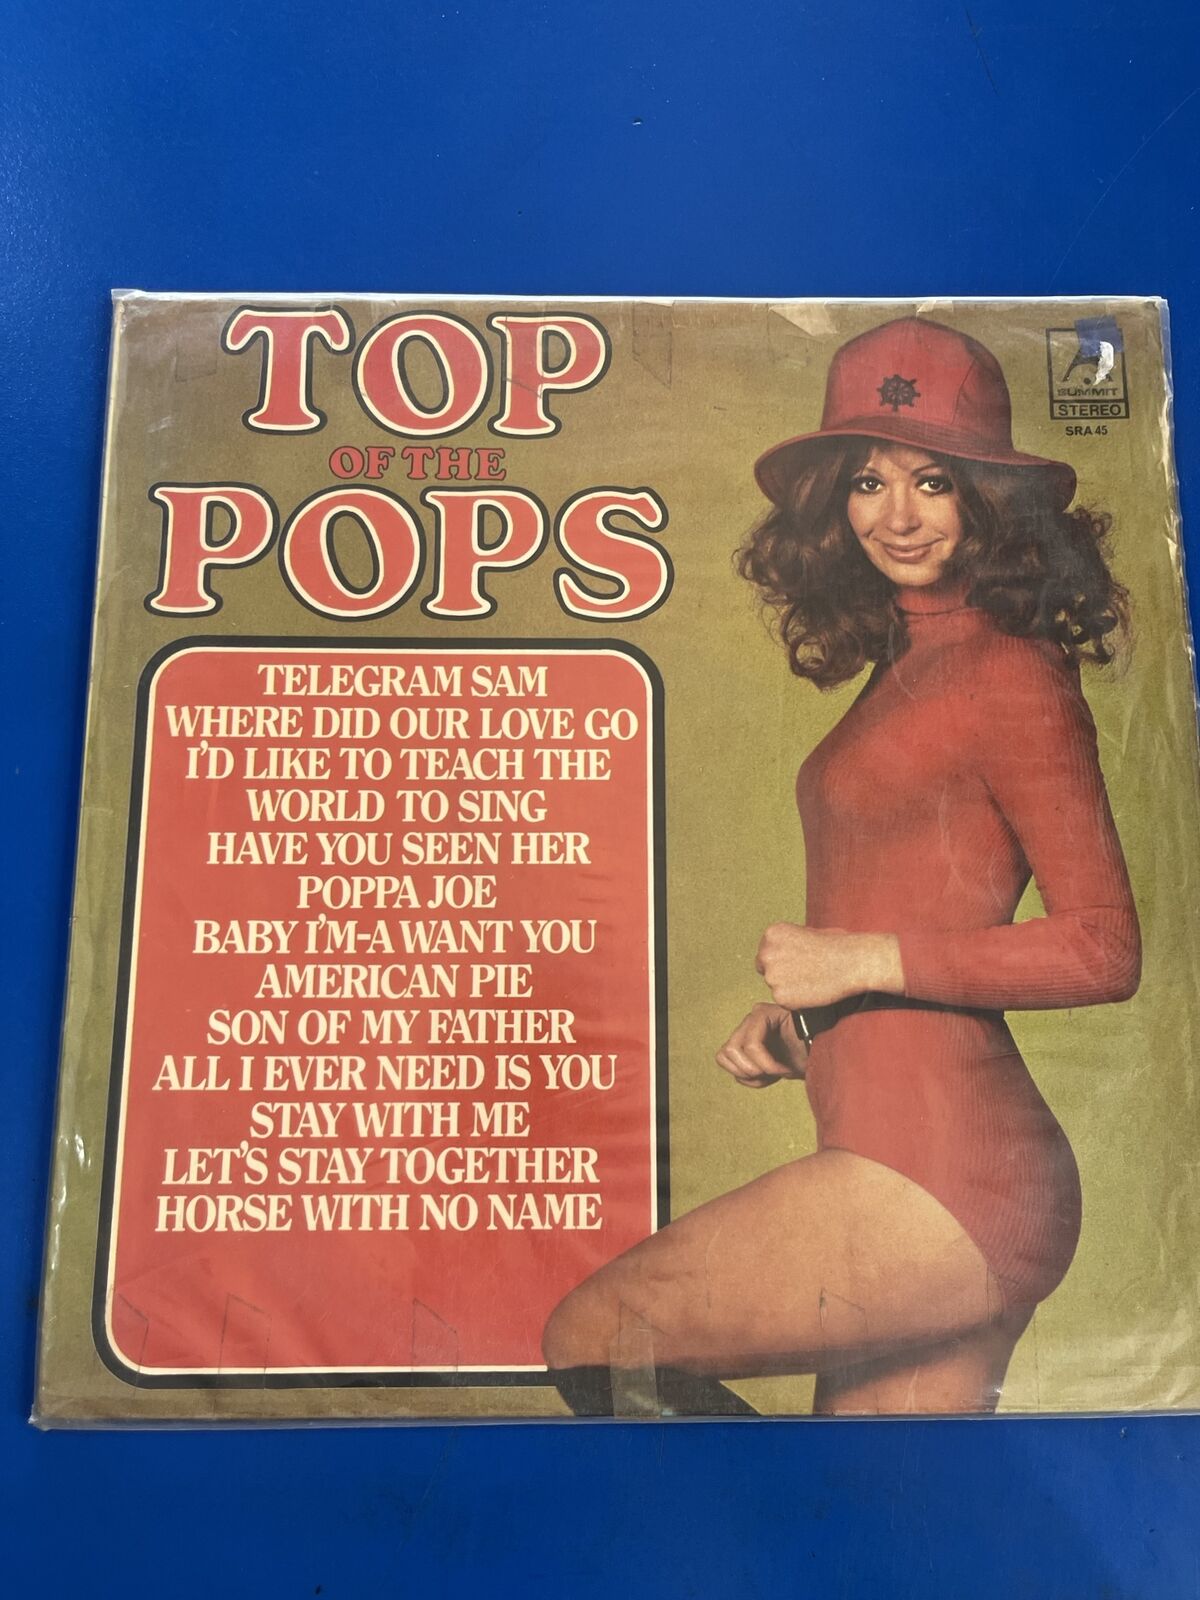 TOP
OF THE
POPS
SUMMIT
STEREO
SRA 45
TELEGRAM SAM
WHERE DID OUR LOVE GO
I'D LIKE TO TEACH THE
WORLD TO SING
HAVE YOU SEEN HER
POPPA JOE
BABY I'M-A WANT YOU
AMERICAN PIE
SON OF MY FATHER
ALL I EVER NEED IS YOU
STAY WITH ME
LET'S STAY TOGETHER
HORSE WITH NO NAME